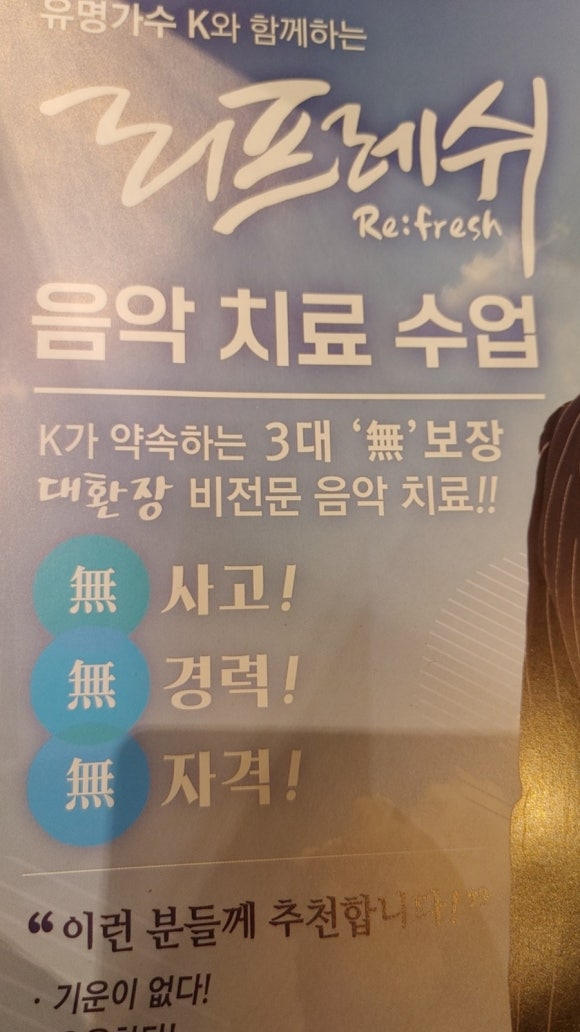 유명가수 K와 함께하는
리프레쉬
Re:fresh
음악 치료 수업
K가 약속하는 3대 ‘無’ 보장
대환장 비전문 음악 치료!!
無 사고!
無 경력!
無 자격!
“이런 분들께 추천합니다!”
· 기운이 없다!